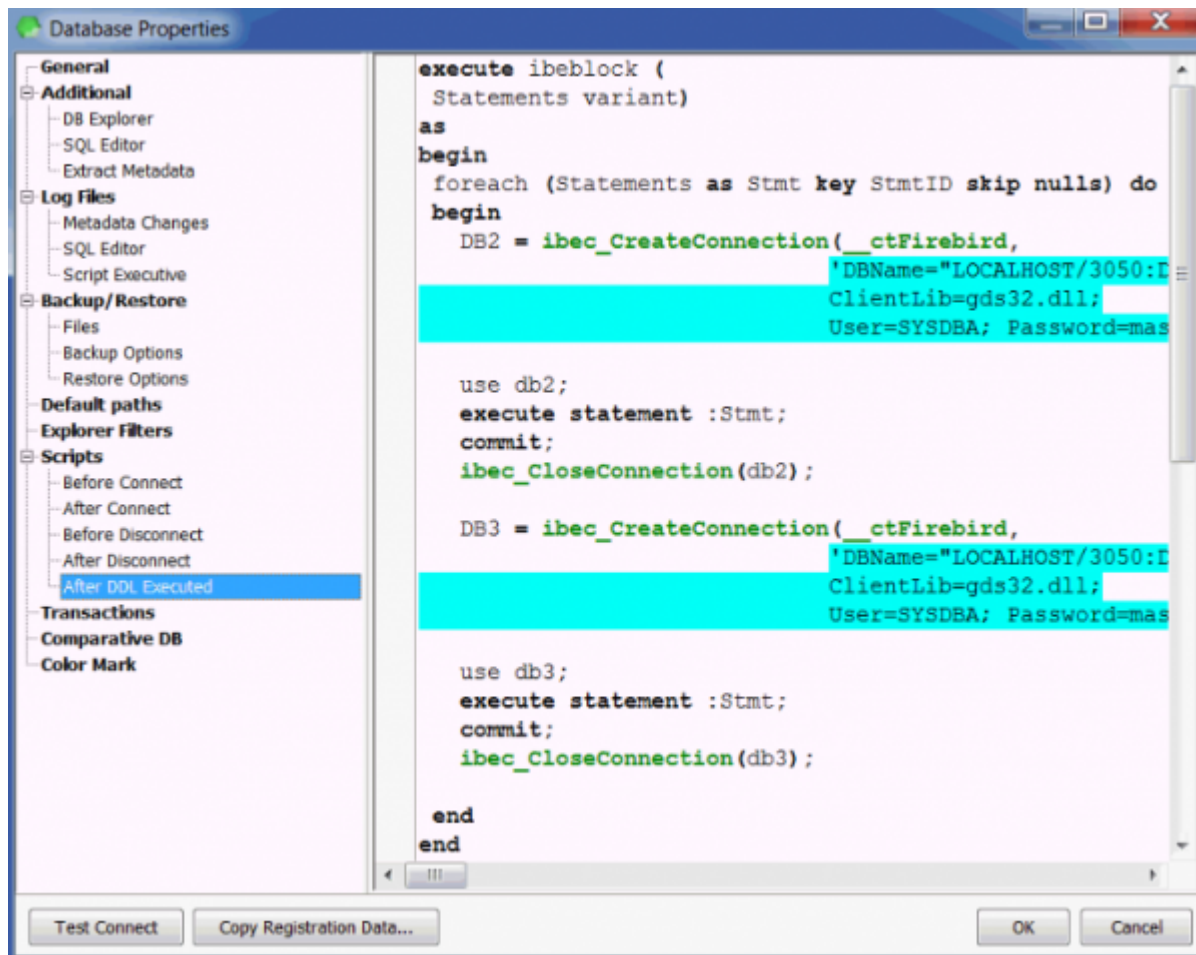 Database Properties
General
Additional
DB Explorer
SQL Editor
Extract Metadata
Log Files
Metadata Changes
SQL Editor
Script Executive
Backup/Restore
Files
Backup Options
Restore Options
Default paths
Explorer Filters
Scripts
Before Connect
After Connect
Before Disconnect
After Disconnect
After DDL Executed
Transactions
Comparative DB
Color Mark
execute ibeblock (
Statements variant)
as
begin
foreach (Statements as Stmt key StmtID skip nulls) do
begin
DB2 = ibec_CreateConnection(__ctFirebird,
'DBName="LOCALHOST/3050:D
ClientLib=gds32.dll;
User=SYSDBA; Password=mas
use db2;
execute statement :Stmt;
commit;
ibec_CloseConnection(db2);
DB3 = ibec_CreateConnection(__ctFirebird,
'DBName="LOCALHOST/3050:D
ClientLib=gds32.dll;
User=SYSDBA; Password=mas
use db3;
execute statement :Stmt;
commit;
ibec_CloseConnection(db3);
end
end
Test Connect
Copy Registration Data...
OK
Cancel